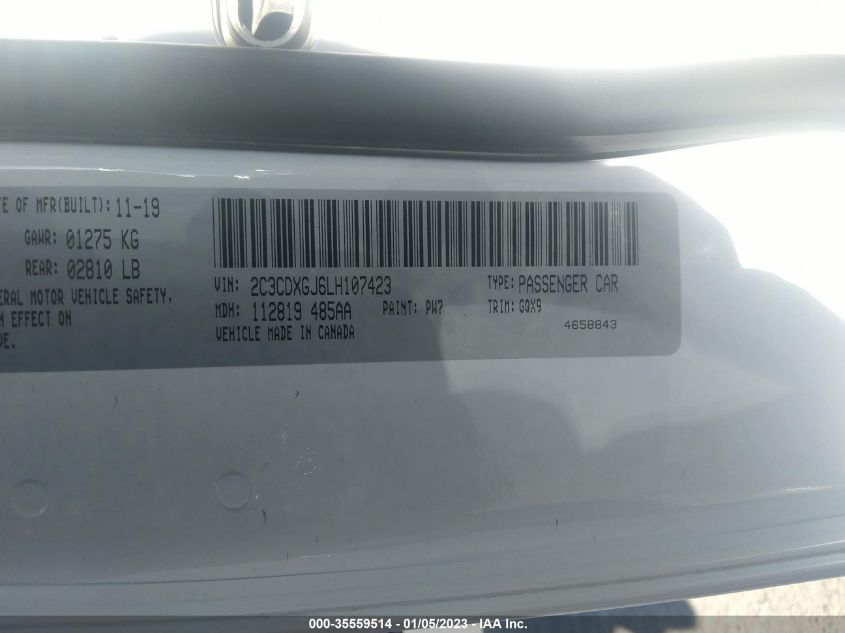 TE OF MFR(BUILT): 11-19
GAWR: 01275 KG
REAR: 02810 LB
ERAL MOTOR VEHICLE SAFETY,
N EFFECT ON
VE.
VIN: 2C3CDXGJ6LH107423 TYPE: PASSENGER CAR
MDH: 112819 485AA PAINT: PW7 TRIM: GQX9
VEHICLE MADE IN CANADA 4658843
000-35559514 - 01/05/2023 - © IAA Inc.